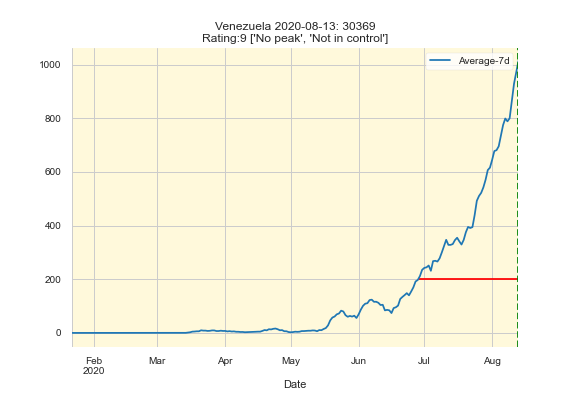 Venezuela 2020-08-13: 30369
Rating:9 ['No peak', 'Not in control']
Average-7d
1000
800
600
400
200
0
Feb Mar Apr May Jun Jul Aug
2020
Date